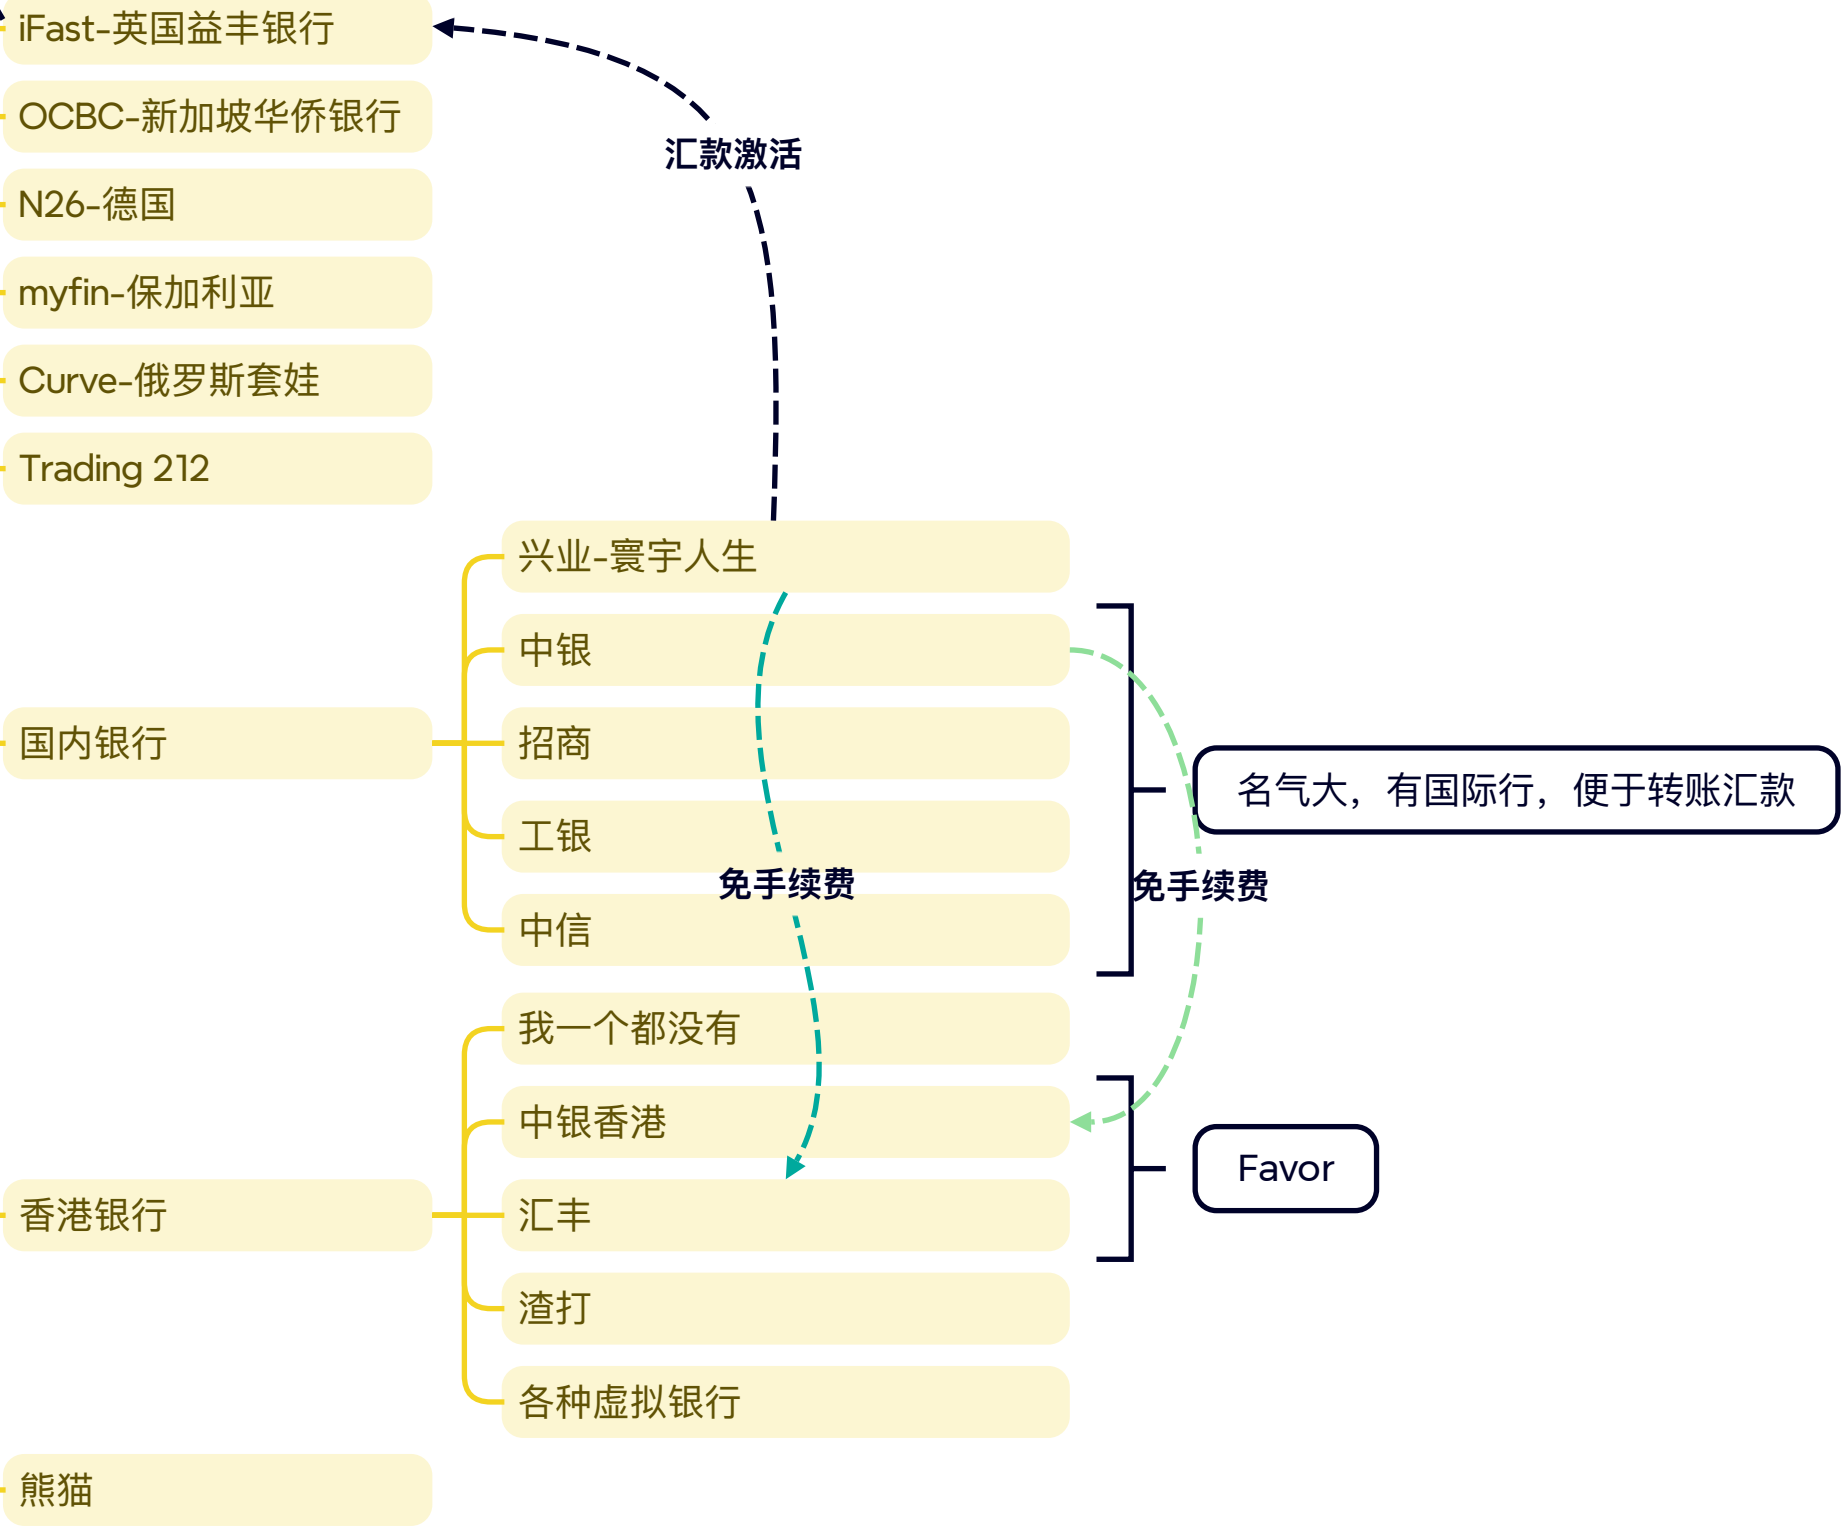 iFast-英国益丰银行
OCBC-新加坡华侨银行
汇款激活
N26-德国
myfin-保加利亚
Curve-俄罗斯套娃
Trading 212
兴业-寰宇人生
中银
国内银行
招商
名气大，有国际行，便于转账汇款
工银
免手续费
免手续费
中信
我一个都没有
中银香港
Favor
香港银行
汇丰
渣打
各种虚拟银行
熊猫